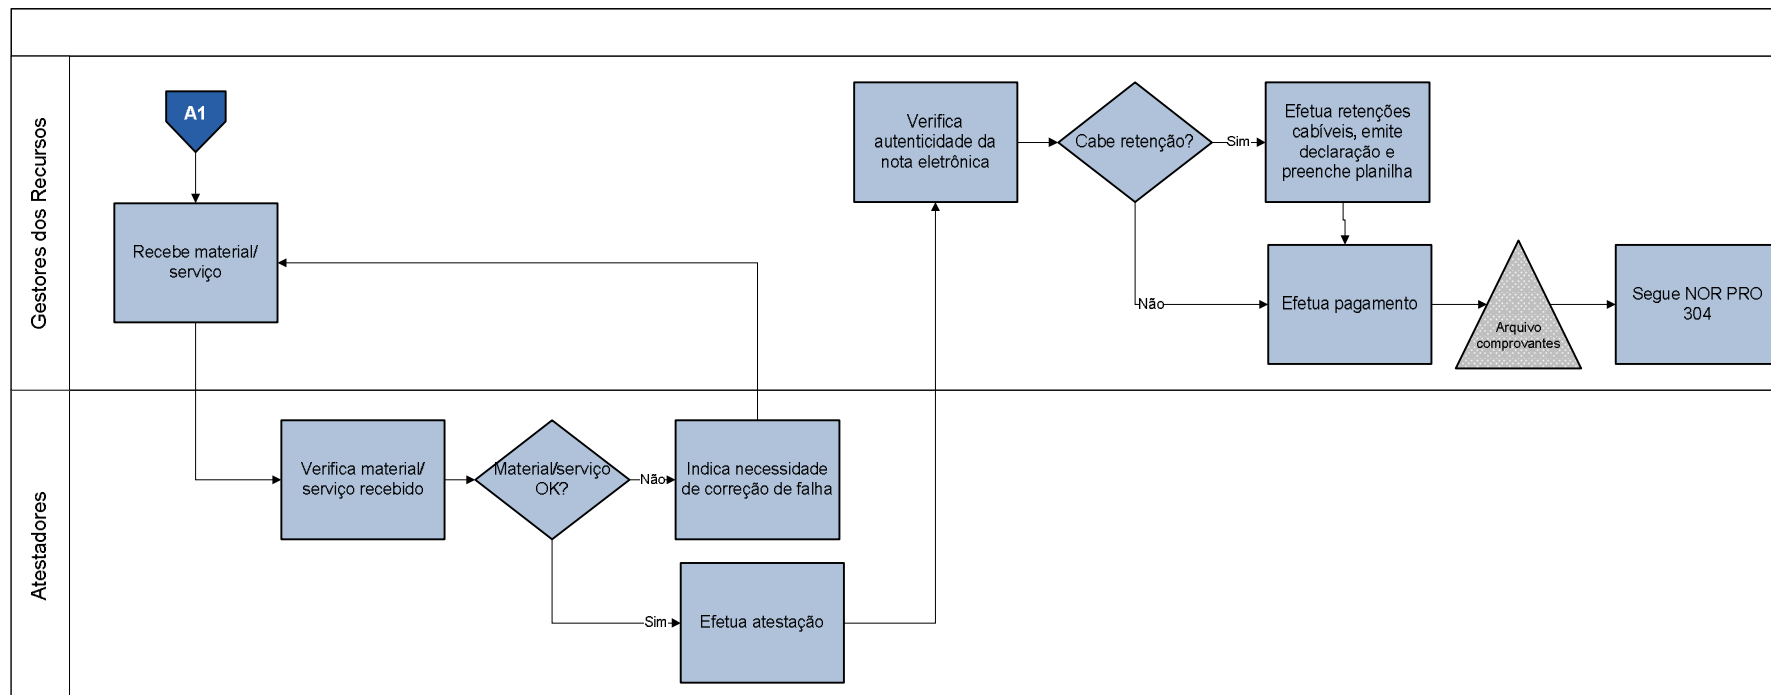 Gestores dos Recursos
A1
Recebe material/
serviço
Verifica
autenticidade da
nota eletrônica
Cabe retenção?
Sim
Efetua retenções
cabíveis, emite
declaração e
preenche planilha
Não
Efetua pagamento
Arquivo
comprovantes
Segue NOR PRO
304
Atestadores
Verifica material/
serviço recebido
Material/serviço
OK?
Não
Indica necessidade
de correção de falha
Sim
Efetua atestação